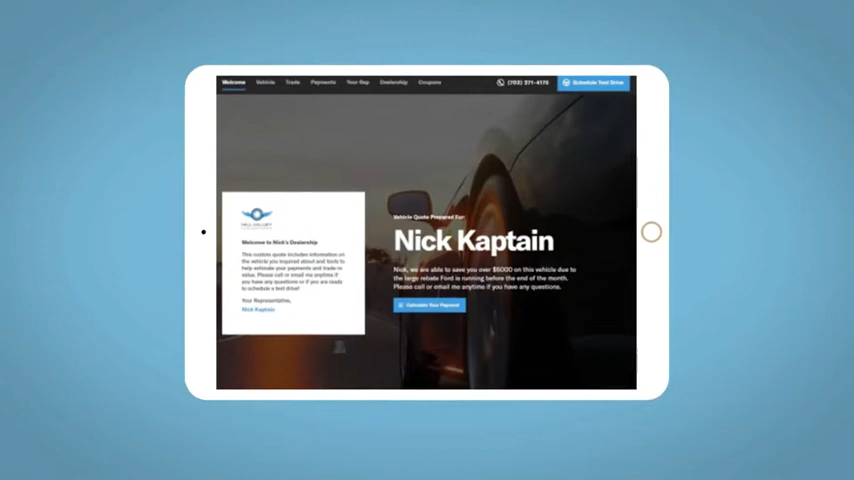 Welcome Vehicle Trade Payments Your Rep Dealership Coupons (703) 371-4175 Schedule Test Drive
Welcome to Nick's Dealership
This custom quote includes information on
the vehicle you inquired about and tools to
help estimate your payments and trade-in
value. Please call or email me anytime if
you have any questions or if you are ready
to schedule a test drive!
Your Representative,
Nick Kaptain
Vehicle Quote Prepared For:
Nick Kaptain
Nick, we are able to save you over $6000 on this vehicle due to
the large rebate Ford is running before the end of the month.
Please call or email me anytime if you have any questions.
Calculate Your Payment